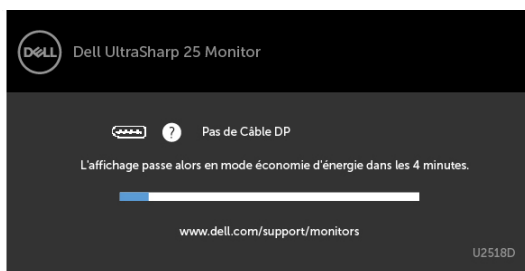 DELL Dell UltraSharp 25 Monitor
? Pas de Câble DP
L'affichage passe alors en mode économie d'énergie dans les 4 minutes.
www.dell.com/support/monitors
U2518D